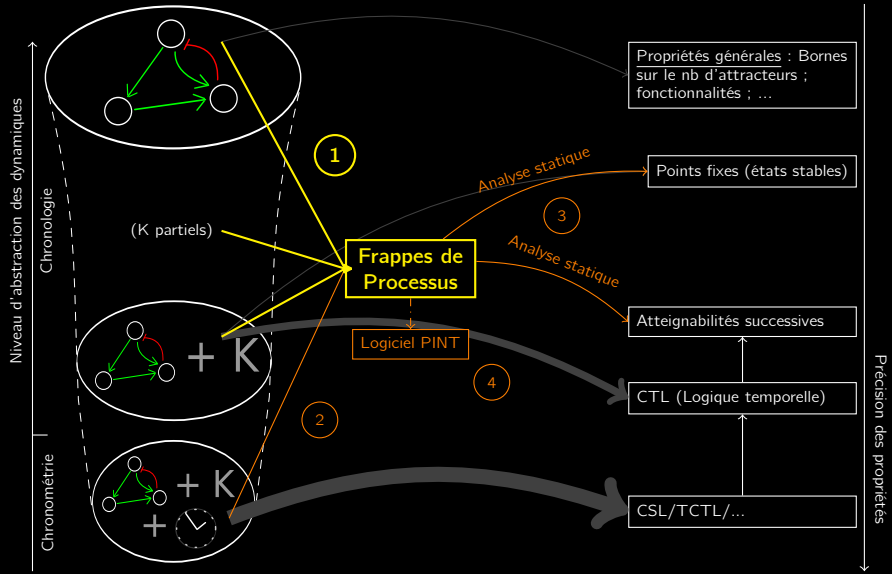 Niveau d'abstraction des dynamiques
Chronologie
Chronométrie
(K partiels)
+ K
+ K
+
1
2
3
4
Frappes de
Processus
Logiciel PINT
Analyse statique
Analyse statique
Propriétés générales : Bornes
sur le nb d'attracteurs ;
fonctionnalités ; ...
Points fixes (états stables)
Atteignabilités successives
CTL (Logique temporelle)
CSL/TCTL/...
Précision des propriétés